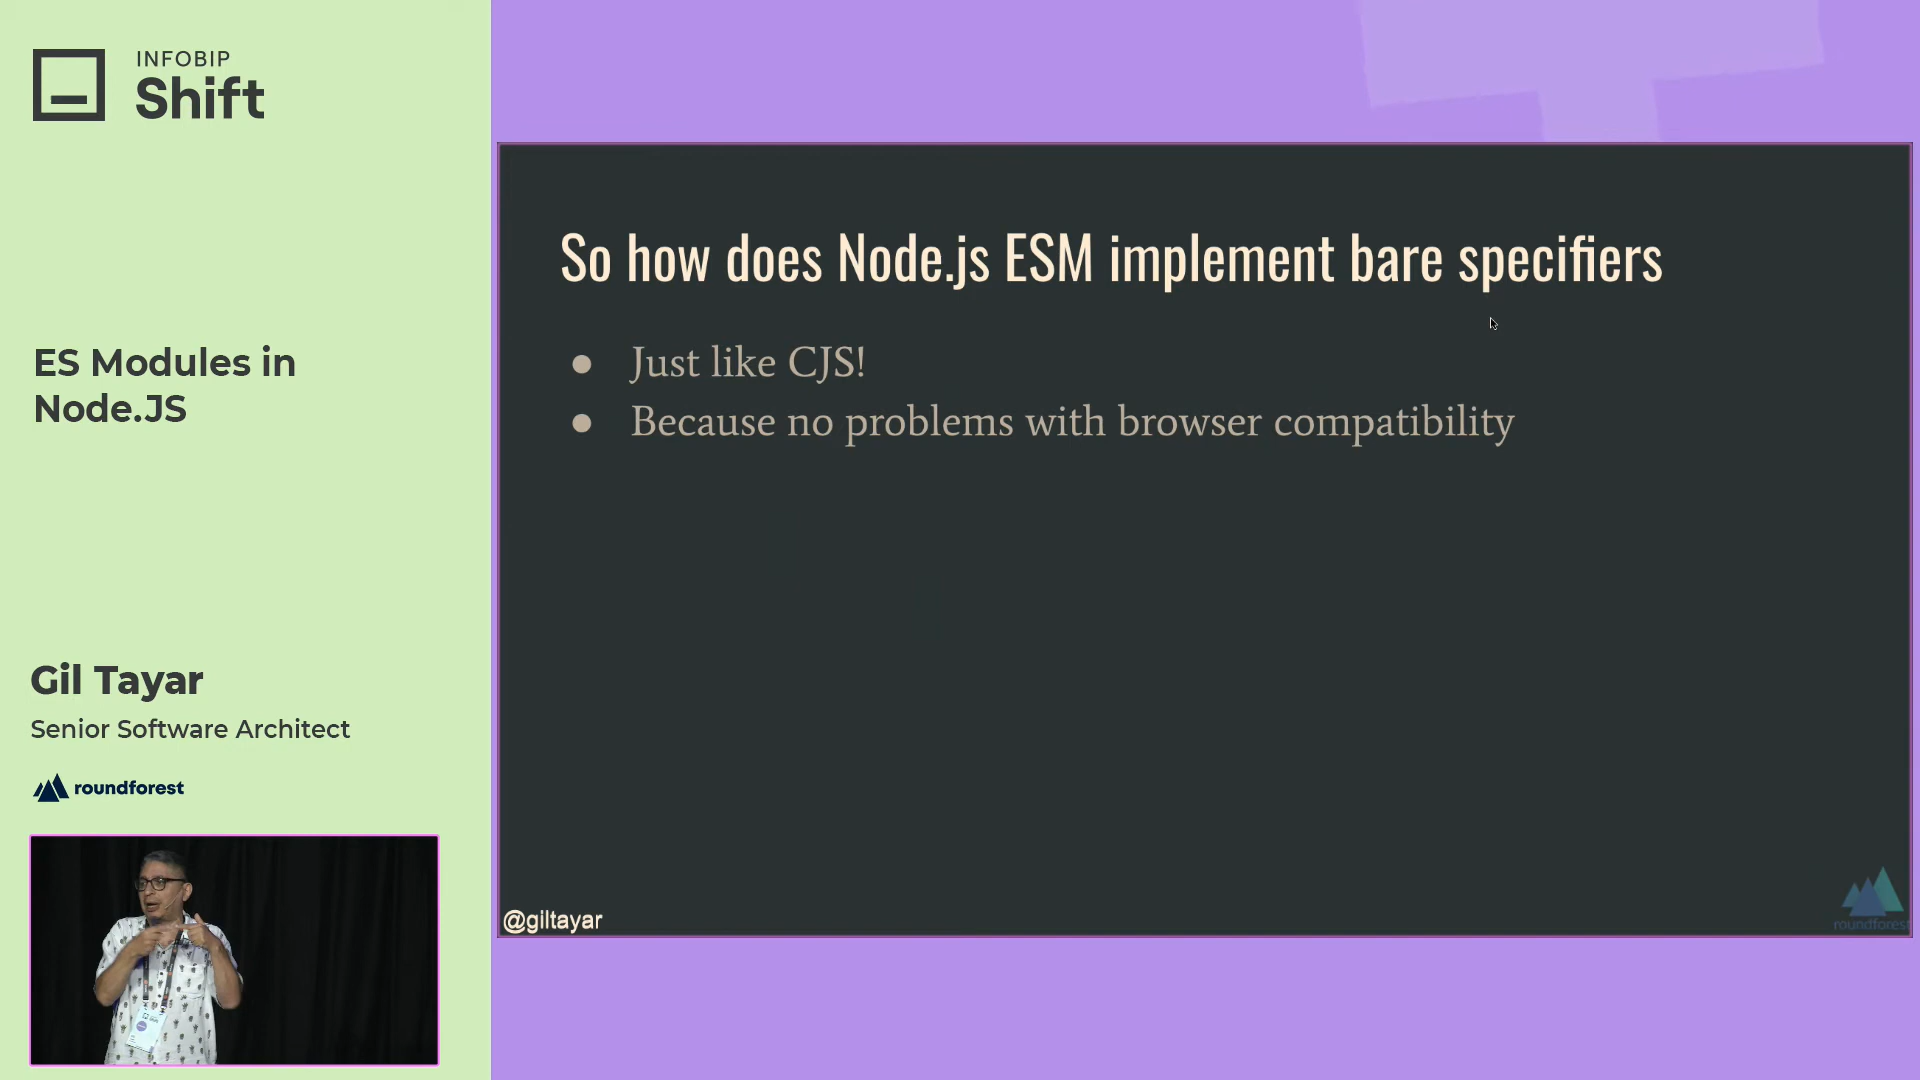 INFOBIP
Shift
ES Modules in
Node.JS
Gil Tayar
Senior Software Architect
roundforest
So how does Node.js ESM implement bare specifiers
● Just like CJS!
● Because no problems with browser compatibility
@giltayar
roundforest